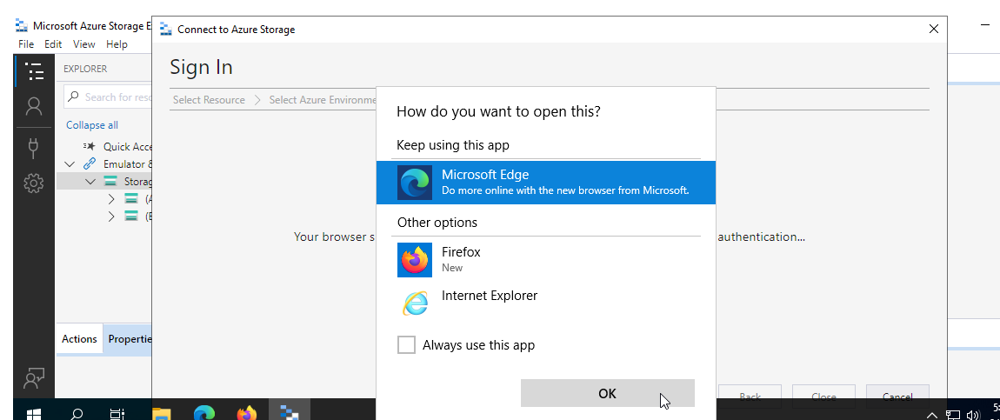 Microsoft Azure Storage E
Connect to Azure Storage
File Edit View Help
EXPLORER
Search for reso
Collapse all
Quick Acce
Emulator &
Storag
(A
(E
Actions
Propertie
Sign In
Select Resource
Select Azure Environme
Your browser s
authentication...
How do you want to open this?
Keep using this app
Microsoft Edge
Do more online with the new browser from Microsoft.
Other options
Firefox
New
Internet Explorer
Always use this app
OK
Back
Close
Cancel